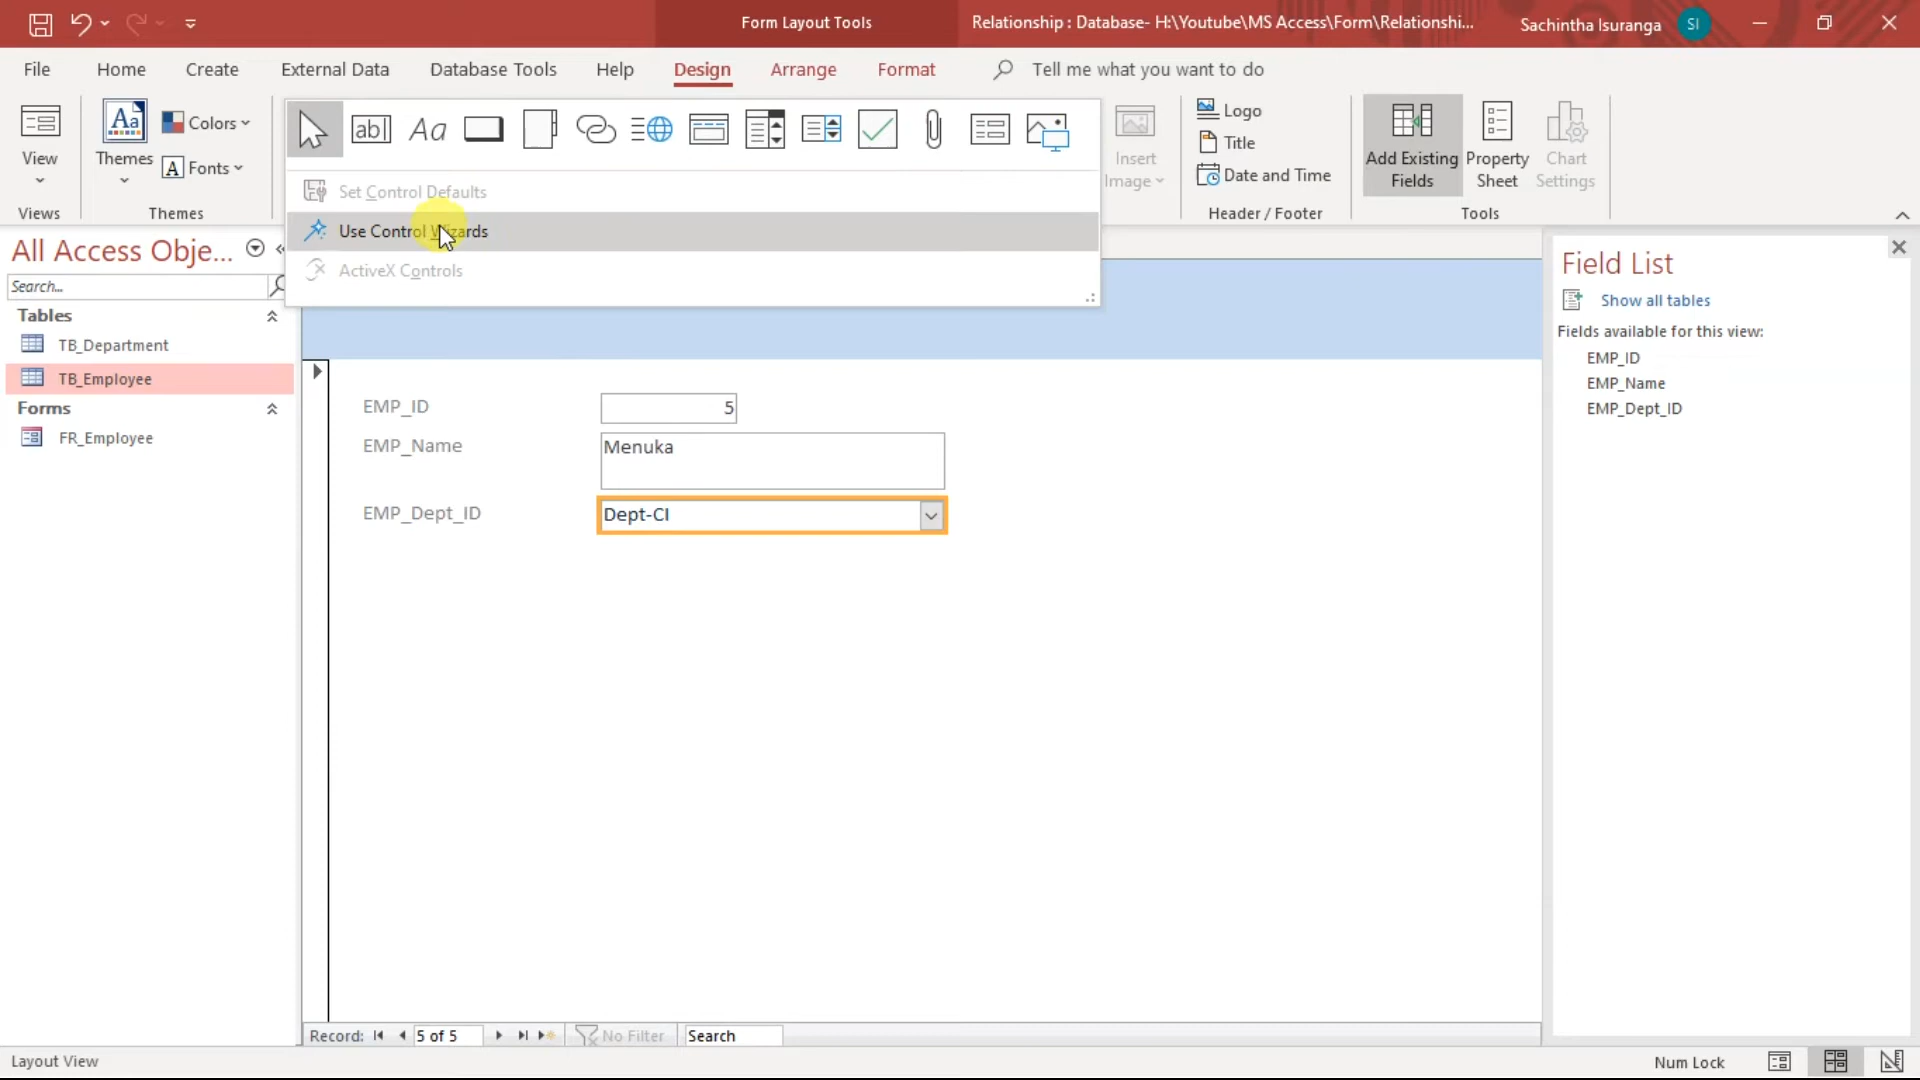 Form Layout Tools
Relationship : Database- H:\Youtube\MS Access\Form\Relationshi...
Sachintha Isuranga
SI
File
Home
Create
External Data
Database Tools
Help
Design
Arrange
Format
Tell me what you want to do
View
Views
Themes
Colors
Fonts
Themes
ab
Aa
Set Control Defaults
Use Control Wizards
ActiveX Controls
Insert
Image
Logo
Title
Date and Time
Header / Footer
Add Existing
Fields
Property
Sheet
Chart
Settings
Tools
All Access Obje...
Search...
Tables
TB_Department
TB_Employee
Forms
FR_Employee
EMP_ID
5
EMP_Name
Menuka
EMP_Dept_ID
Dept-CI
Field List
Show all tables
Fields available for this view:
EMP_ID
EMP_Name
EMP_Dept_ID
Record:
5 of 5
No Filter
Search
Layout View
Num Lock